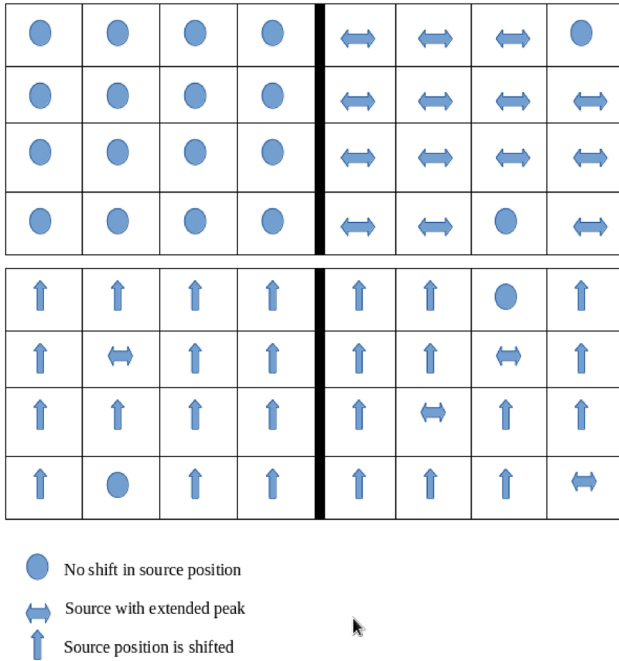 No shift in source position
Source with extended peak
Source position is shifted